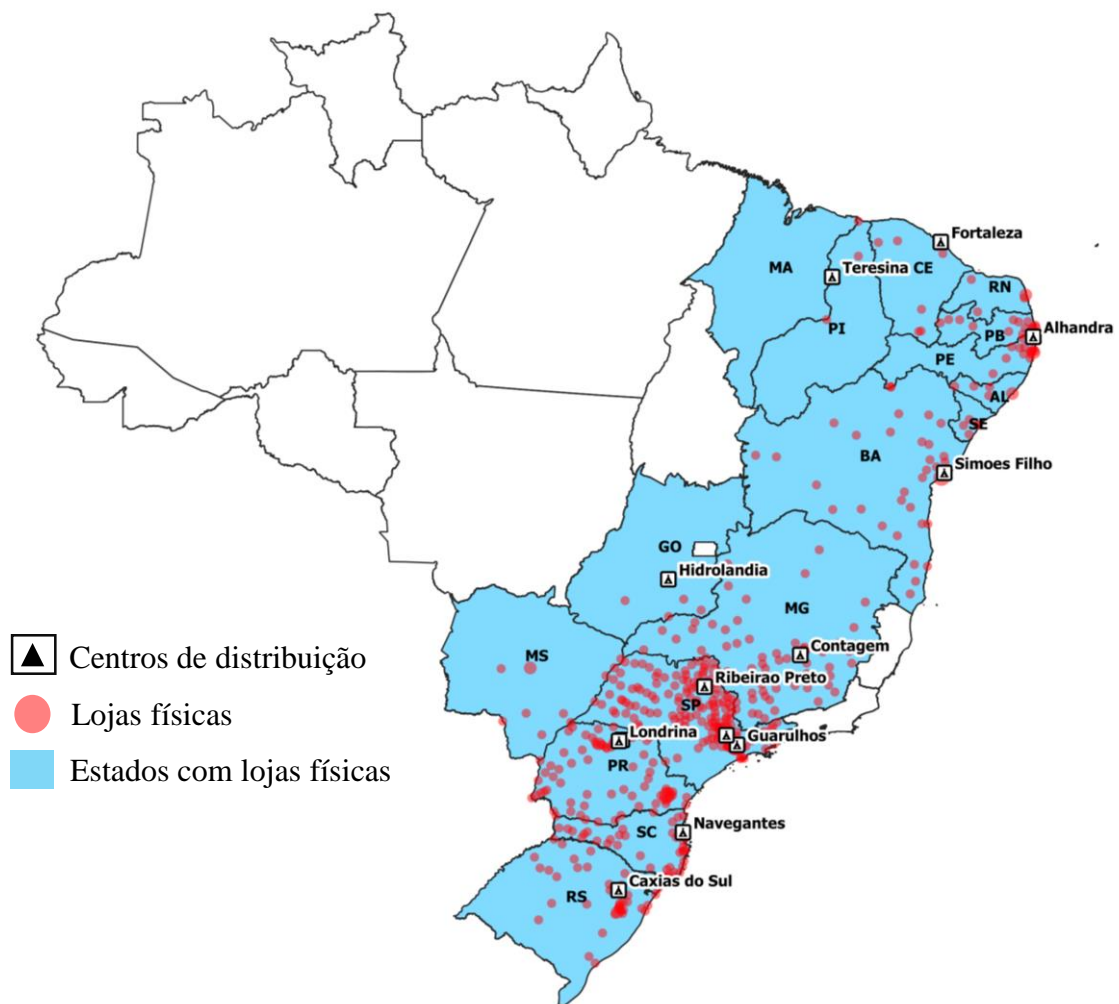 Fortaleza
MA
Teresina
CE
RN
PI
PB
Alhandra
PE
AL
SE
BA
Simoes Filho
GO
Hidrolandia
MG
MS
Contagem
Ribeirao Preto
SP
Londrina
Guarulhos
PR
Navegantes
SC
Caxias do Sul
RS
Centros de distribuição
Lojas físicas
Estados com lojas físicas